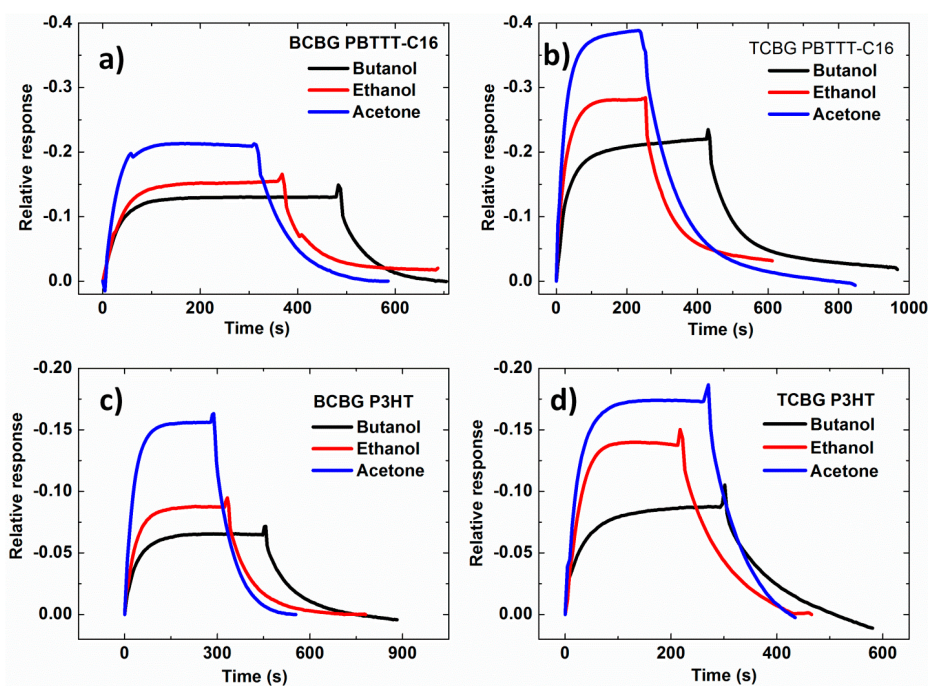 a)
BCBG PBTTT-C16
Butanol
Ethanol
Acetone
Relative response
-0.4
-0.3
-0.2
-0.1
0.0
0 200 400 600
Time (s)
b)
TCBG PBTTT-C16
Butanol
Ethanol
Acetone
Relative response
-0.4
-0.3
-0.2
-0.1
0.0
0 200 400 600 800 1000
Time (s)
c)
BCBG P3HT
Butanol
Ethanol
Acetone
Relative response
-0.20
-0.15
-0.10
-0.05
0.00
0 300 600 900
Time (s)
d)
TCBG P3HT
Butanol
Ethanol
Acetone
Relative response
-0.20
-0.15
-0.10
-0.05
0.00
0 200 400 600
Time (s)